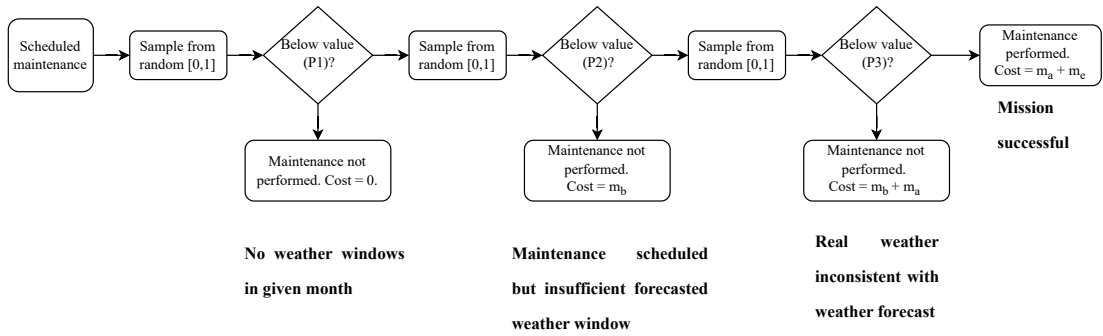 Scheduled
maintenance
Sample from
random [0,1]
Below value
(P1)?
Sample from
random [0,1]
Below value
(P2)?
Sample from
random [0,1]
Below value
(P3)?
Maintenance
performed.
Cost = mₐ + mₑ
Mission
successful
Maintenance not
performed. Cost = 0.
Maintenance not
performed.
Cost = m_b
Maintenance not
performed.
Cost = m_b + mₐ
No weather windows
in given month
Maintenance scheduled
but insufficient forecasted
weather window
Real weather
inconsistent with
weather forecast